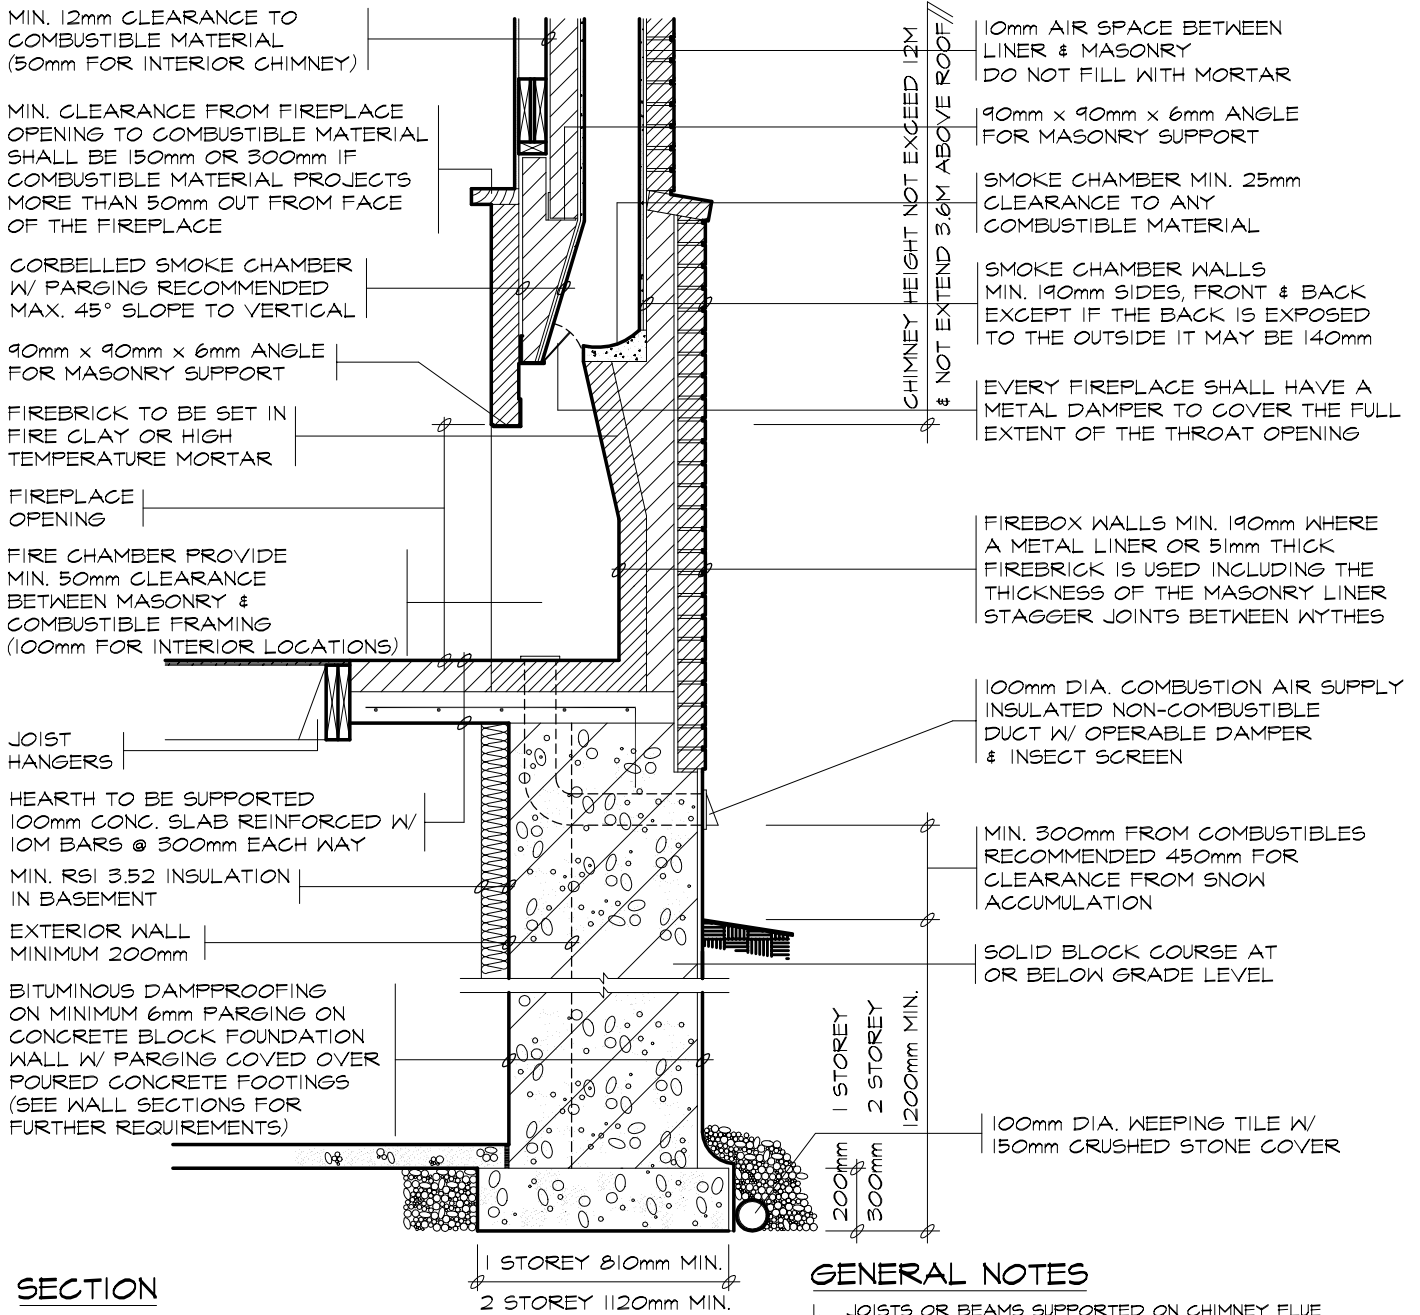 MIN. 12mm CLEARANCE TO
COMBUSTIBLE MATERIAL
(50mm FOR INTERIOR CHIMNEY)
MIN. CLEARANCE FROM FIREPLACE
OPENING TO COMBUSTIBLE MATERIAL
SHALL BE 150mm OR 300mm IF
COMBUSTIBLE MATERIAL PROJECTS
MORE THAN 50mm OUT FROM FACE
OF THE FIREPLACE
CORBELLED SMOKE CHAMBER
W/ PARGING RECOMMENDED
MAX. 45° SLOPE TO VERTICAL
90mm x 90mm x 6mm ANGLE
FOR MASONRY SUPPORT
FIREBRICK TO BE SET IN
FIRE CLAY OR HIGH
TEMPERATURE MORTAR
FIREPLACE
OPENING
FIRE CHAMBER PROVIDE
MIN. 50mm CLEARANCE
BETWEEN MASONRY &
COMBUSTIBLE FRAMING
(100mm FOR INTERIOR LOCATIONS)
JOIST
HANGERS
HEARTH TO BE SUPPORTED
100mm CONC. SLAB REINFORCED W/
10M BARS @ 300mm EACH WAY
MIN. RSI 3.52 INSULATION
IN BASEMENT
EXTERIOR WALL
MINIMUM 200mm
BITUMINOUS DAMPPROOFING
ON MINIMUM 6mm PARGING ON
CONCRETE BLOCK FOUNDATION
WALL W/ PARGING COVED OVER
POURED CONCRETE FOOTINGS
(SEE WALL SECTIONS FOR
FURTHER REQUIREMENTS)
CHIMNEY HEIGHT NOT EXCEED 12M
& NOT EXTEND 3.6M ABOVE ROOF
10mm AIR SPACE BETWEEN
LINER & MASONRY
DO NOT FILL WITH MORTAR
90mm x 90mm x 6mm ANGLE
FOR MASONRY SUPPORT
SMOKE CHAMBER MIN. 25mm
CLEARANCE TO ANY
COMBUSTIBLE MATERIAL
SMOKE CHAMBER WALLS
MIN. 190mm SIDES, FRONT & BACK
EXCEPT IF THE BACK IS EXPOSED
TO THE OUTSIDE IT MAY BE 140mm
EVERY FIREPLACE SHALL HAVE A
METAL DAMPER TO COVER THE FULL
EXTENT OF THE THROAT OPENING
FIREBOX WALLS MIN. 190mm WHERE
A METAL LINER OR 51mm THICK
FIREBRICK IS USED INCLUDING THE
THICKNESS OF THE MASONRY LINER
STAGGER JOINTS BETWEEN WYTHES
100mm DIA. COMBUSTION AIR SUPPLY
INSULATED NON-COMBUSTIBLE
DUCT W/ OPERABLE DAMPER
& INSECT SCREEN
MIN. 300mm FROM COMBUSTIBLES
RECOMMENDED 450mm FOR
CLEARANCE FROM SNOW
ACCUMULATION
SOLID BLOCK COURSE AT
OR BELOW GRADE LEVEL
200mm 1 STOREY
300mm 2 STOREY
1200mm MIN.
100mm DIA. WEEPING TILE W/
150mm CRUSHED STONE COVER
1 STOREY 810mm MIN.
2 STOREY 1120mm MIN.
SECTION
GENERAL NOTES
1. JOISTS OR BEAMS SUPPORTED ON CHIMNEY FLUE